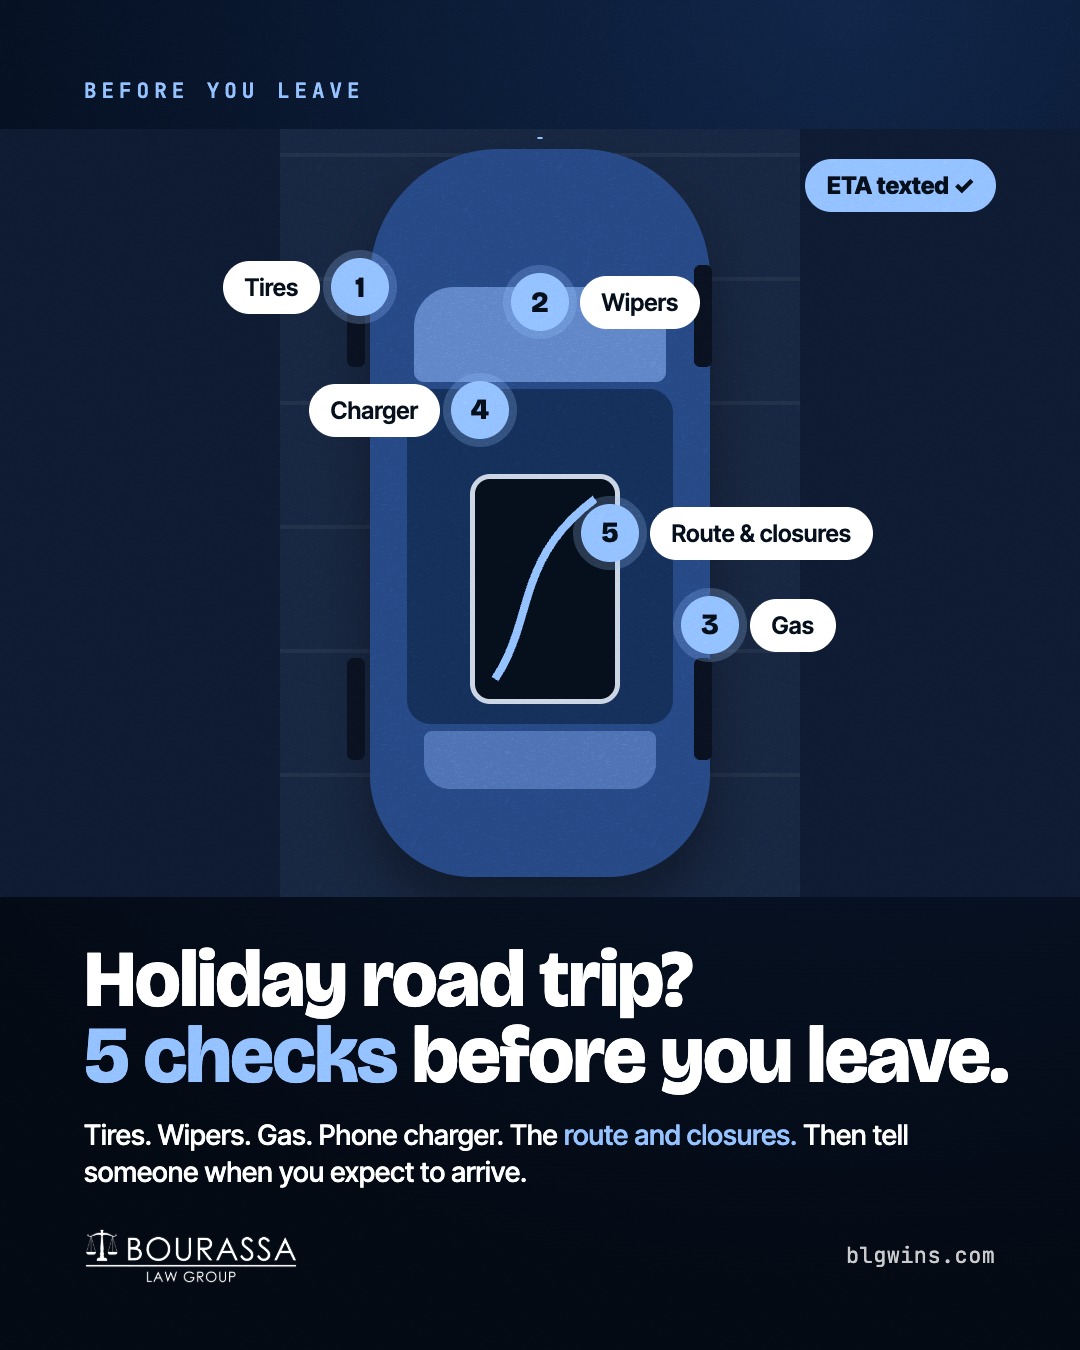 BEFORE YOU LEAVE
ETA texted ✓
Tires 1
2 Wipers
Charger 4
5 Route & closures
3 Gas
Holiday road trip?
5 checks before you leave.
Tires. Wipers. Gas. Phone charger. The route and closures. Then tell
someone when you expect to arrive.
BOURASSA
LAW GROUP
blgwins.com